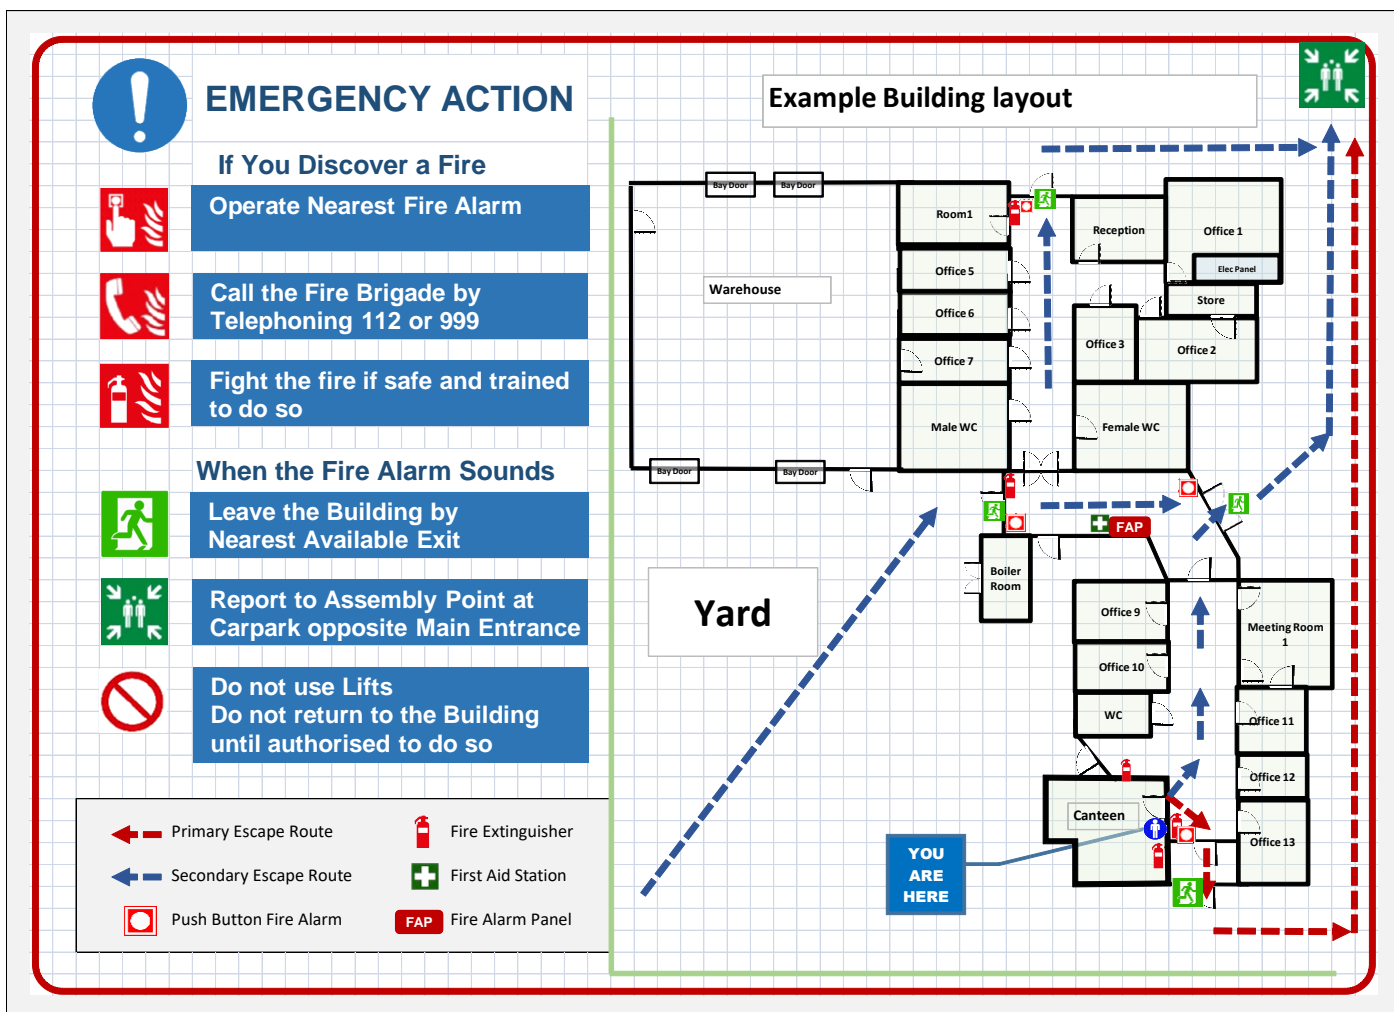 EMERGENCY ACTION
If You Discover a Fire
Operate Nearest Fire Alarm
Call the Fire Brigade by
Telephoning 112 or 999
Fight the fire if safe and trained
to do so
When the Fire Alarm Sounds
Leave the Building by
Nearest Available Exit
Report to Assembly Point at
Carpark opposite Main Entrance
Do not use Lifts
Do not return to the Building
until authorised to do so
Primary Escape Route
Fire Extinguisher
Secondary Escape Route
First Aid Station
Push Button Fire Alarm
FAP
Fire Alarm Panel
Example Building layout
Bay Door
Bay Door
Room1
Reception
Office 1
Office 5
Elec Panel
Warehouse
Store
Office 6
Office 3
Office 2
Office 7
Male WC
Female WC
Bay Door
Bay Door
FAP
Boiler
Room
Yard
Office 9
Meeting Room
1
Office 10
WC
Office 11
Office 12
Canteen
Office 13
YOU
ARE
HERE